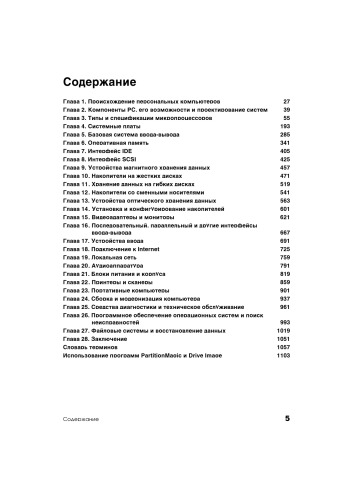 Содержание
Глава 1. Происхождение персональных компьютеров 27
Глава 2. Компоненты PC, его возможности и проектирование систем 39
Глава 3. Типы и спецификации микропроцессоров 55
Глава 4. Системные платы 193
Глава 5. Базовая система ввода-вывода 285
Глава 6. Оперативная память 341
Глава 7. Интерфейс IDE 405
Глава 8. Интерфейс SCSI 425
Глава 9. Устройства магнитного хранения данных 457
Глава 10. Накопители на жестких дисках 471
Глава 11. Хранение данных на гибких дисках 519
Глава 12. Накопители со сменными носителями 541
Глава 13. Устройства оптического хранения данных 563
Глава 14. Установка и конфигурирование накопителей 601
Глава 15. Видеоадаптеры и мониторы 621
Глава 16. Последовательный, параллельный и другие интерфейсы
ввода-вывода 667
Глава 17. Устройства ввода 691
Глава 18. Подключение к Internet 725
Глава 19. Локальная сеть 759
Глава 20. Аудиоаппаратура 791
Глава 21. Блоки питания и корпуса 819
Глава 22. Принтеры и сканеры 859
Глава 23. Портативные компьютеры 901
Глава 24. Сборка и модернизация компьютера 937
Глава 25. Средства диагностики и техническое обслуживание 961
Глава 26. Программное обеспечение операционных систем и поиск
неисправностей 993
Глава 27. Файловые системы и восстановление данных 1019
Глава 28. Заключение 1051
Словарь терминов 1057
Использование программ PartitionMagic и Drive Image 1103
Содержание 5